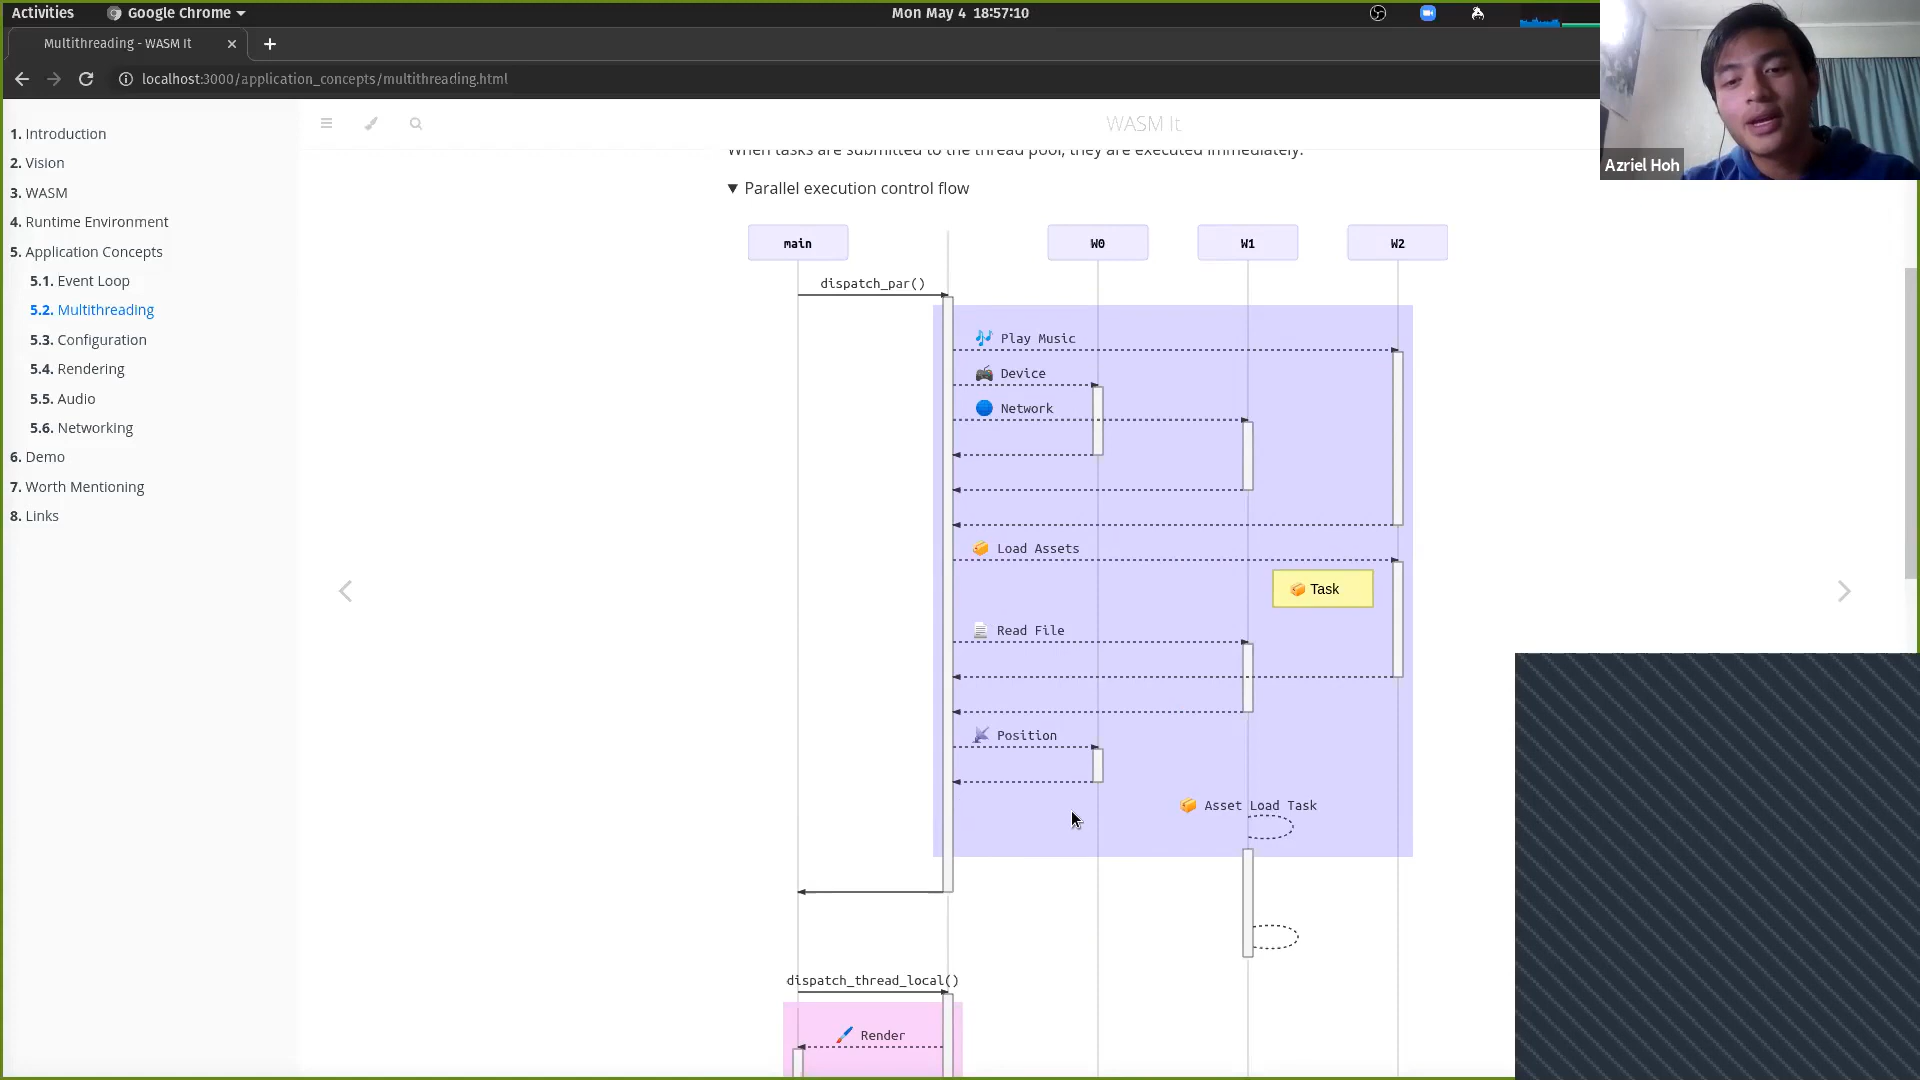 Activities
Google Chrome
Mon May 4 18:57:10
Multithreading - WASM It
localhost:3000/application_concepts/multithreading.html
Azriel Hoh
1. Introduction
2. Vision
3. WASM
4. Runtime Environment
5. Application Concepts
5.1. Event Loop
5.2. Multithreading
5.3. Configuration
5.4. Rendering
5.5. Audio
5.6. Networking
6. Demo
7. Worth Mentioning
8. Links
WASM It
When tasks are submitted to the thread pool, they are executed immediately.
Parallel execution control flow
main
W0
W1
W2
dispatch_par()
Play Music
Device
Network
Load Assets
Task
Read File
Position
Asset Load Task
dispatch_thread_local()
Render